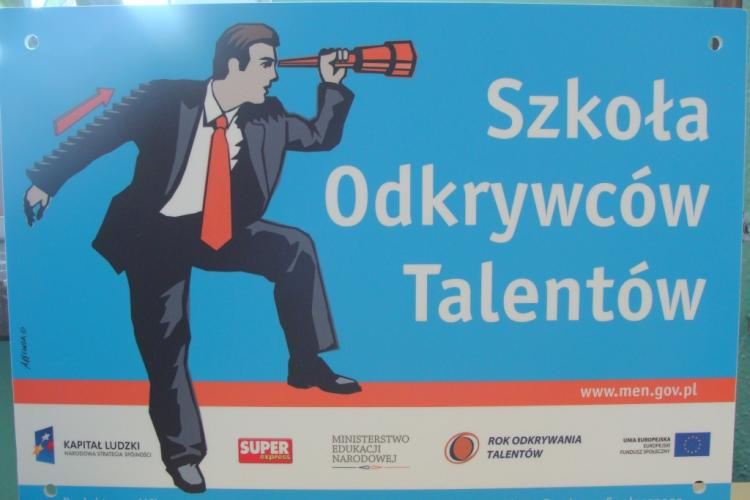 Szkoła
Odkrywców
Talentów
www.men.gov.pl
KAPITAŁ LUDZKI
NARODOWA STRATEGIA SPÓJNOŚCI
SUPER
express
MINISTERSTWO
EDUKACJI
NARODOWEJ
ROK ODKRYWANIA
TALENTÓW
UNIA EUROPEJSKA
EUROPEJSKI
FUNDUSZ SPOŁECZNY